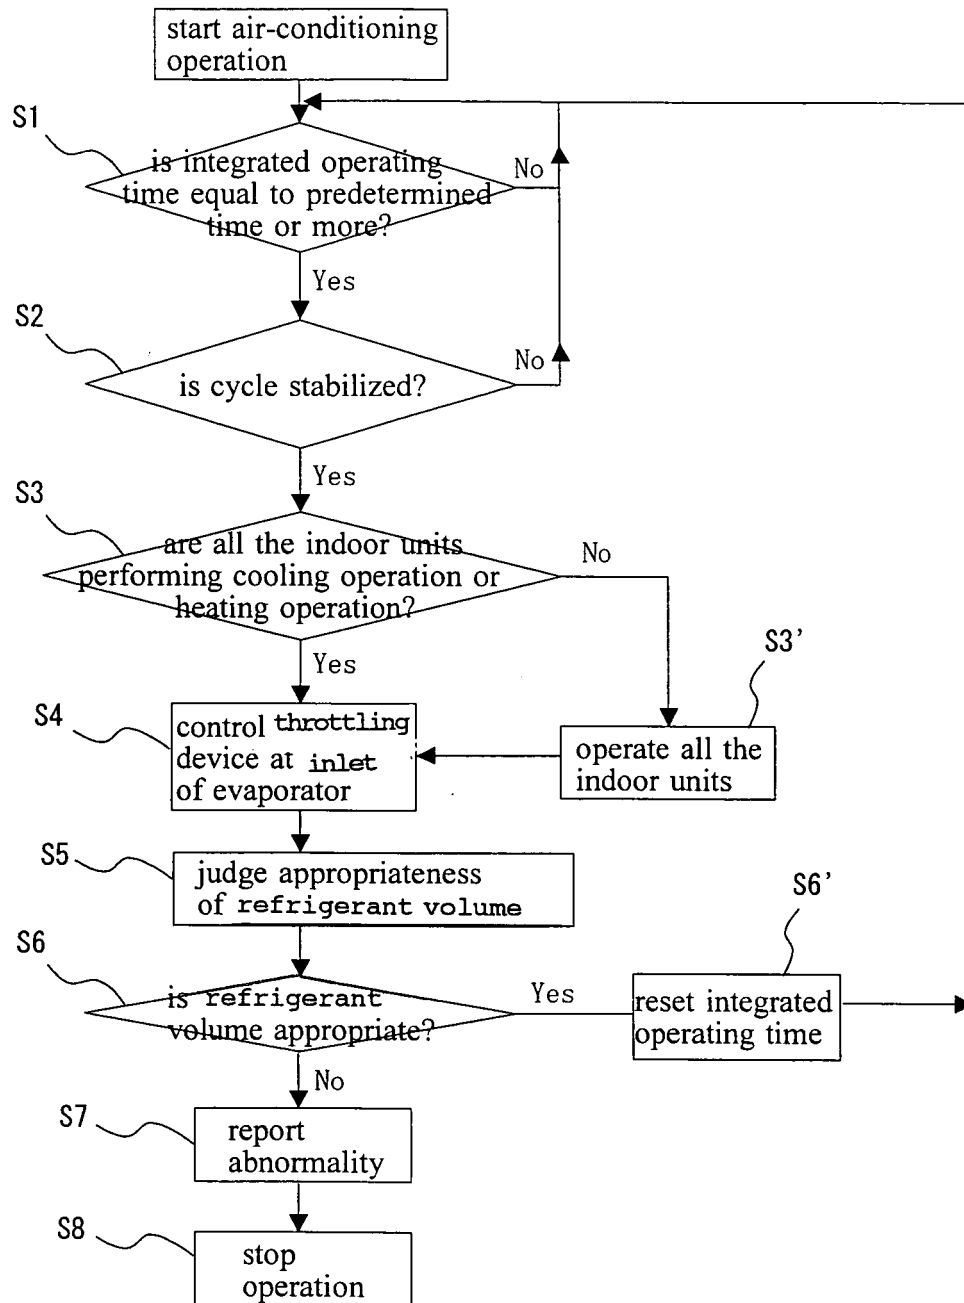 start air-conditioning
operation
S1
is integrated operating
time equal to predetermined
time or more?
No
Yes
S2
is cycle stabilized?
No
Yes
S3
are all the indoor units
performing cooling operation or
heating operation?
No
Yes
S3'
S4
control throttling
device at inlet
of evaporator
operate all the
indoor units
S5
judge appropriateness
of refrigerant volume
S6'
S6
is refrigerant
volume appropriate?
Yes
reset integrated
operating time
No
S7
report
abnormality
S8
stop
operation